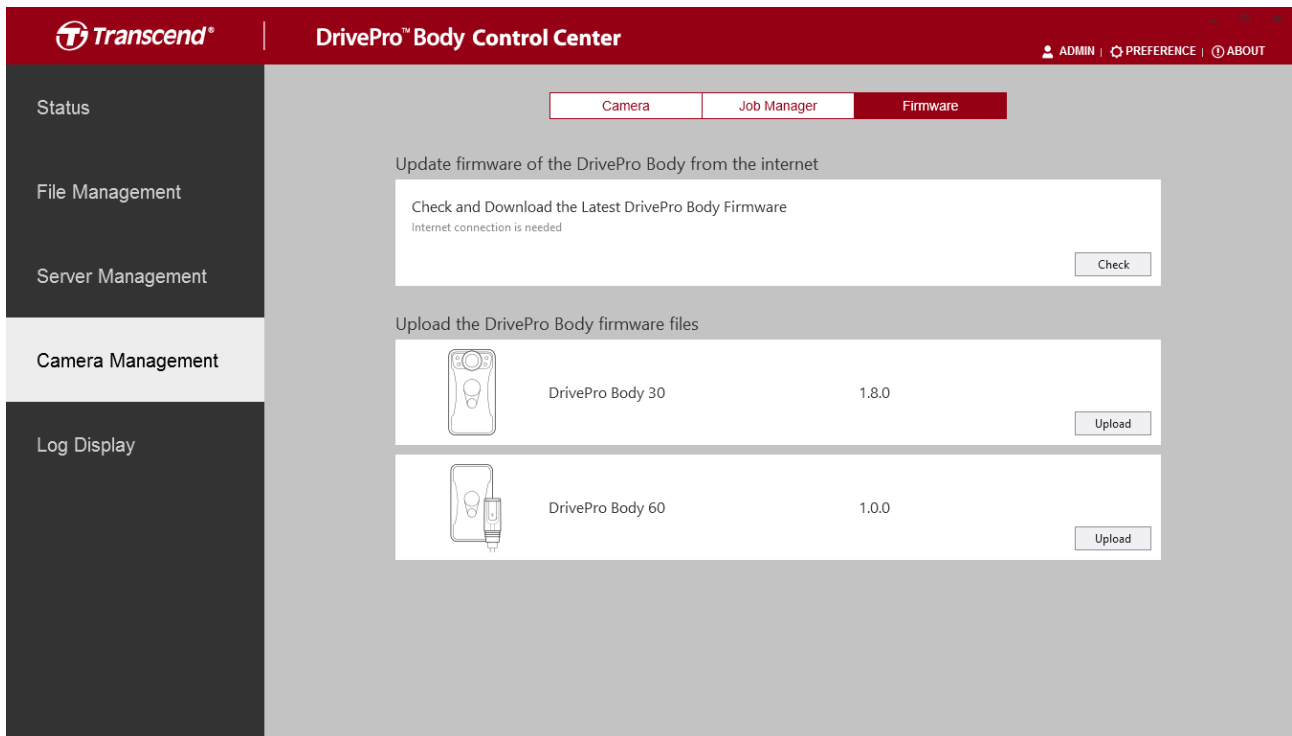 Transcend®
DrivePro™ Body Control Center
ADMIN | PREFERENCE | ABOUT
Status
File Management
Server Management
Camera Management
Log Display
Camera
Job Manager
Firmware
Update firmware of the DrivePro Body from the internet
Check and Download the Latest DrivePro Body Firmware
Internet connection is needed
Check
Upload the DrivePro Body firmware files
DrivePro Body 30
1.8.0
Upload
DrivePro Body 60
1.0.0
Upload